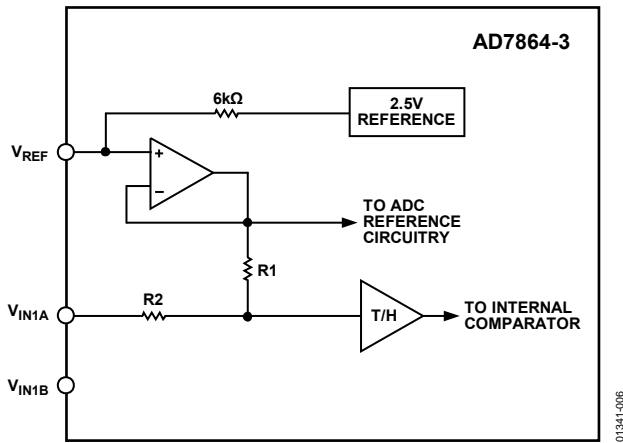 AD7864-3
6kΩ
2.5V
REFERENCE
VREF
+
−
TO ADC
REFERENCE
CIRCUITRY
R1
R2
VIN1A
T/H
TO INTERNAL
COMPARATOR
VIN1B
01341-006